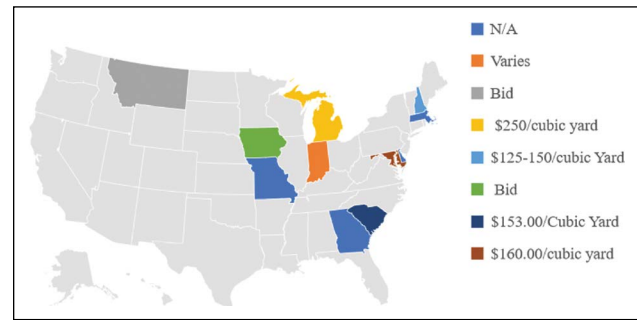 N/A
Varies
Bid
$250/cubic yard
$125-150/cubic Yard
Bid
$153.00/Cubic Yard
$160.00/cubic yard